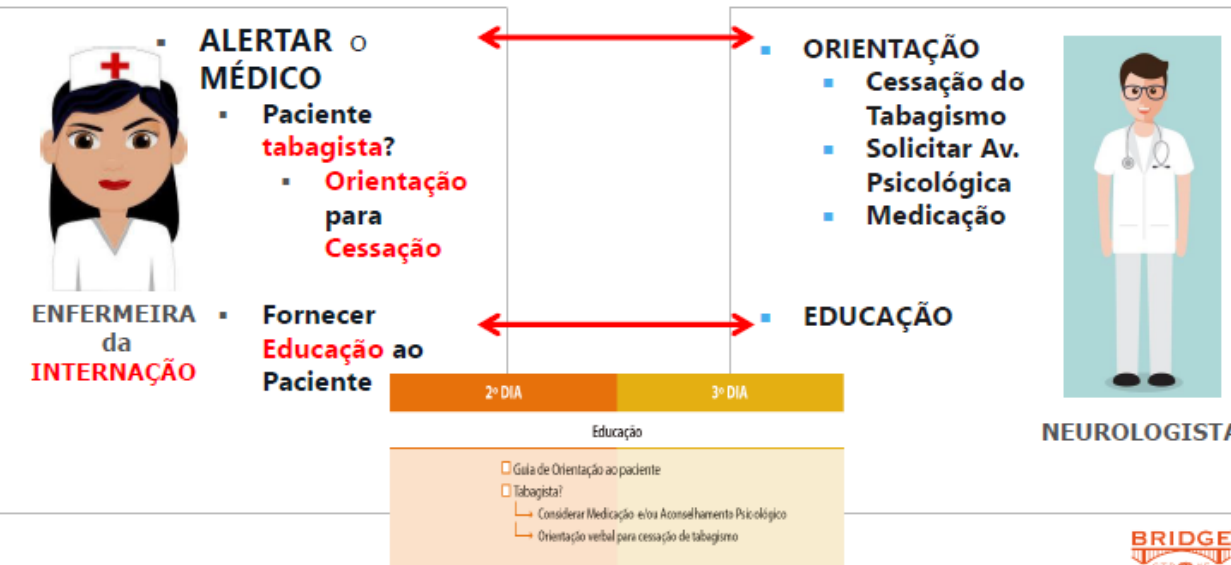 ALERTAR o
MÉDICO
Paciente
tabagista?
Orientação
para
Cessação
ENFERMEIRA
da
INTERNAÇÃO
Fornecer
Educação ao
Paciente
ORIENTAÇÃO
Cessação do
Tabagismo
Solicitar Av.
Psicológica
Medicação
EDUCAÇÃO
NEUROLOGISTA
2º DIA
3º DIA
Educação
Guia de Orientação ao paciente
Tabagista?
Considerar Medicação e/ou Aconselhamento Psicológico
Orientação verbal para cessação de tabagismo
BRIDGE